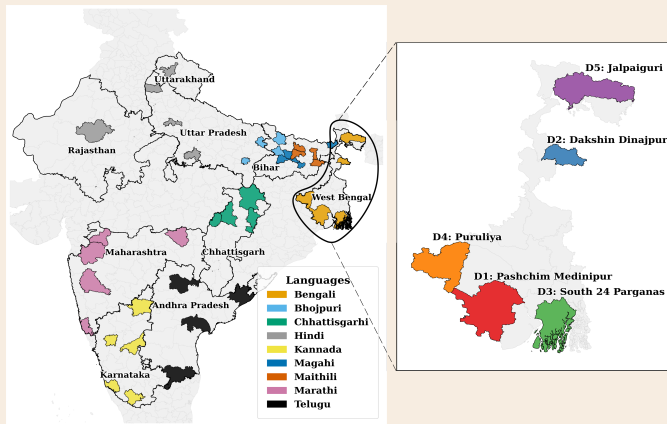 Uttarakhand
Uttar Pradesh
Rajasthan
Bihar
West Bengal
Maharashtra
Chhattisgarh
Andhra Pradesh
Karnataka
Languages
Bengali
Bhojpuri
Chhattisgarhi
Hindi
Kannada
Magahi
Maithili
Marathi
Telugu
D5: Jalpaiguri
D2: Dakshin Dinajpur
D4: Puruliya
D1: Pashchim Medinipur
D3: South 24 Parganas